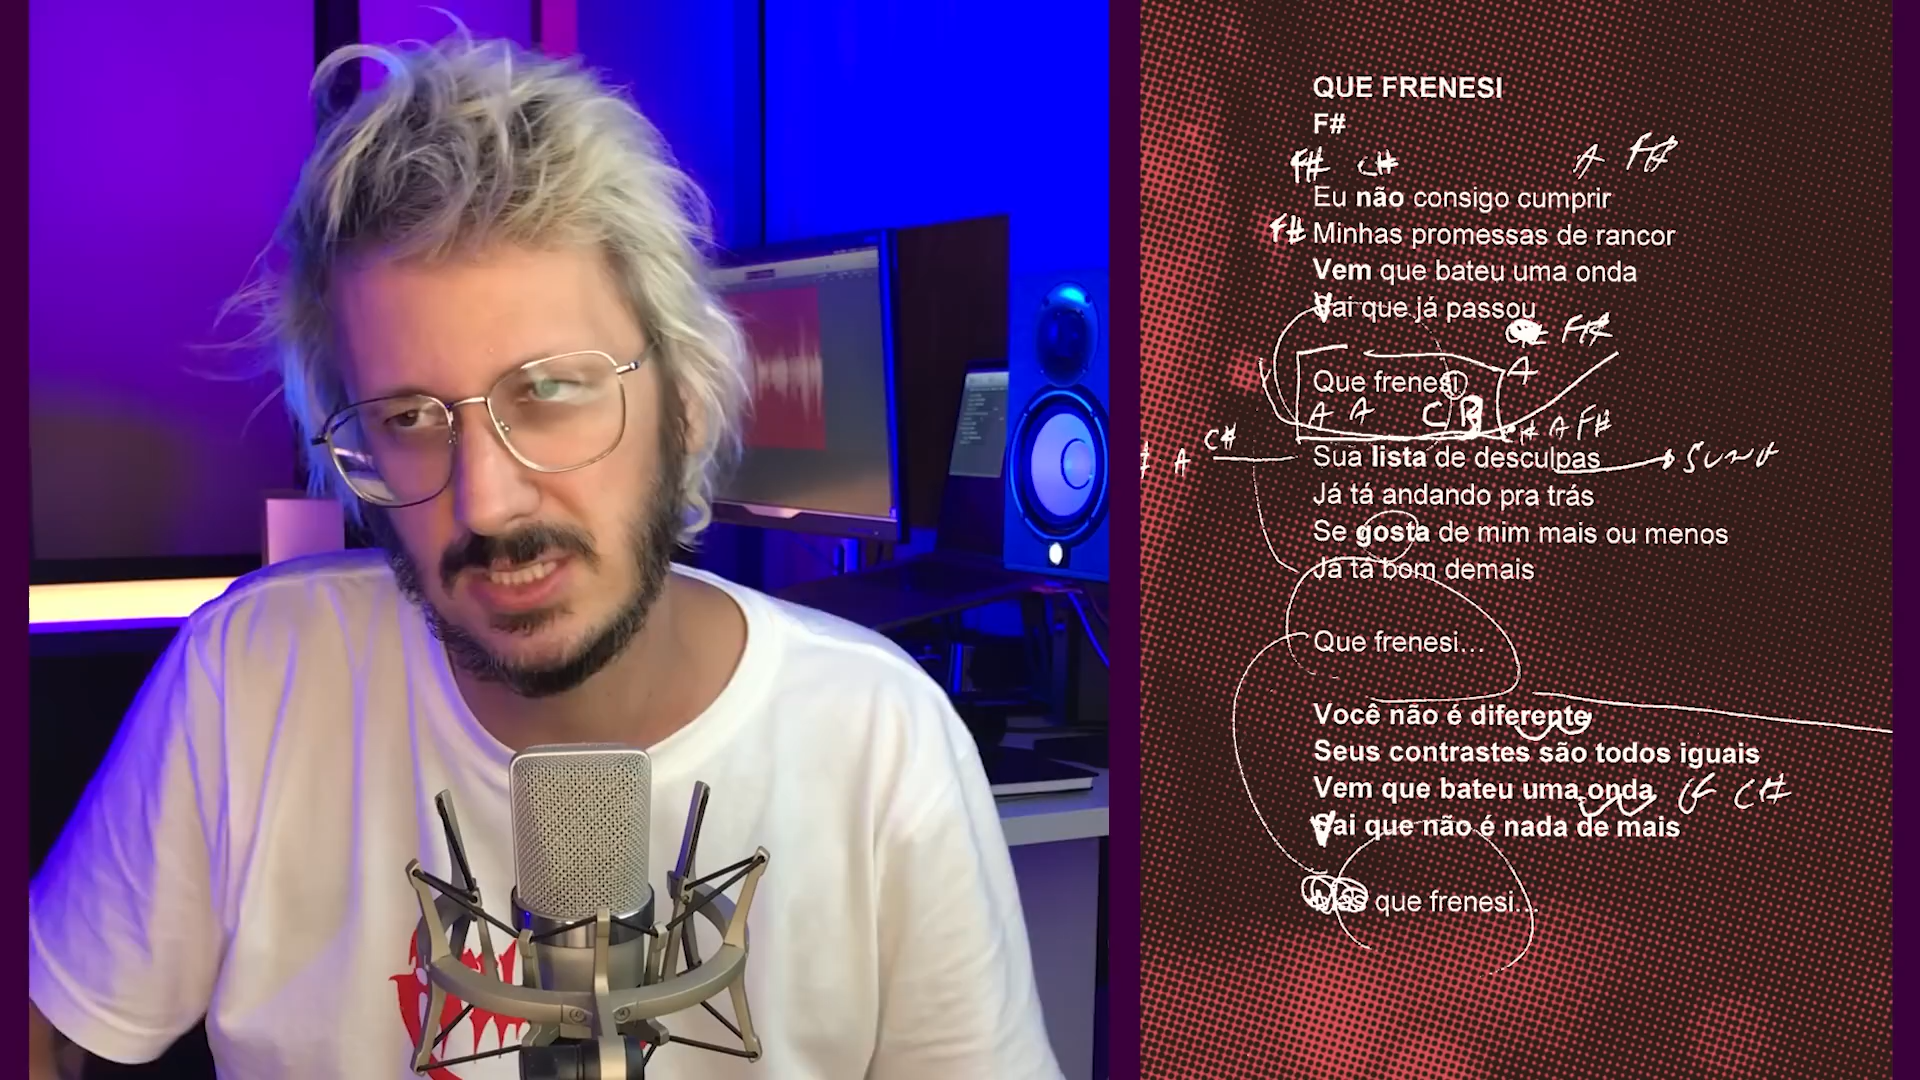 QUE FRENESI
F#
F# C# A F#
Eu não consigo cumprir
F# Minhas promessas de rancor
Vem que bateu uma onda
Vai que já passou
F#
A
Que frenesi
A A C B
C# # A F#
# A Sua lista de desculpas
Já tá andando pra trás
Se gosta de mim mais ou menos
Já tá bom demais
Que frenesi...
Você não é diferente
Seus contrastes são todos iguais
Vem que bateu uma onda C#
Vai que não é nada de mais
Mas que frenesi...